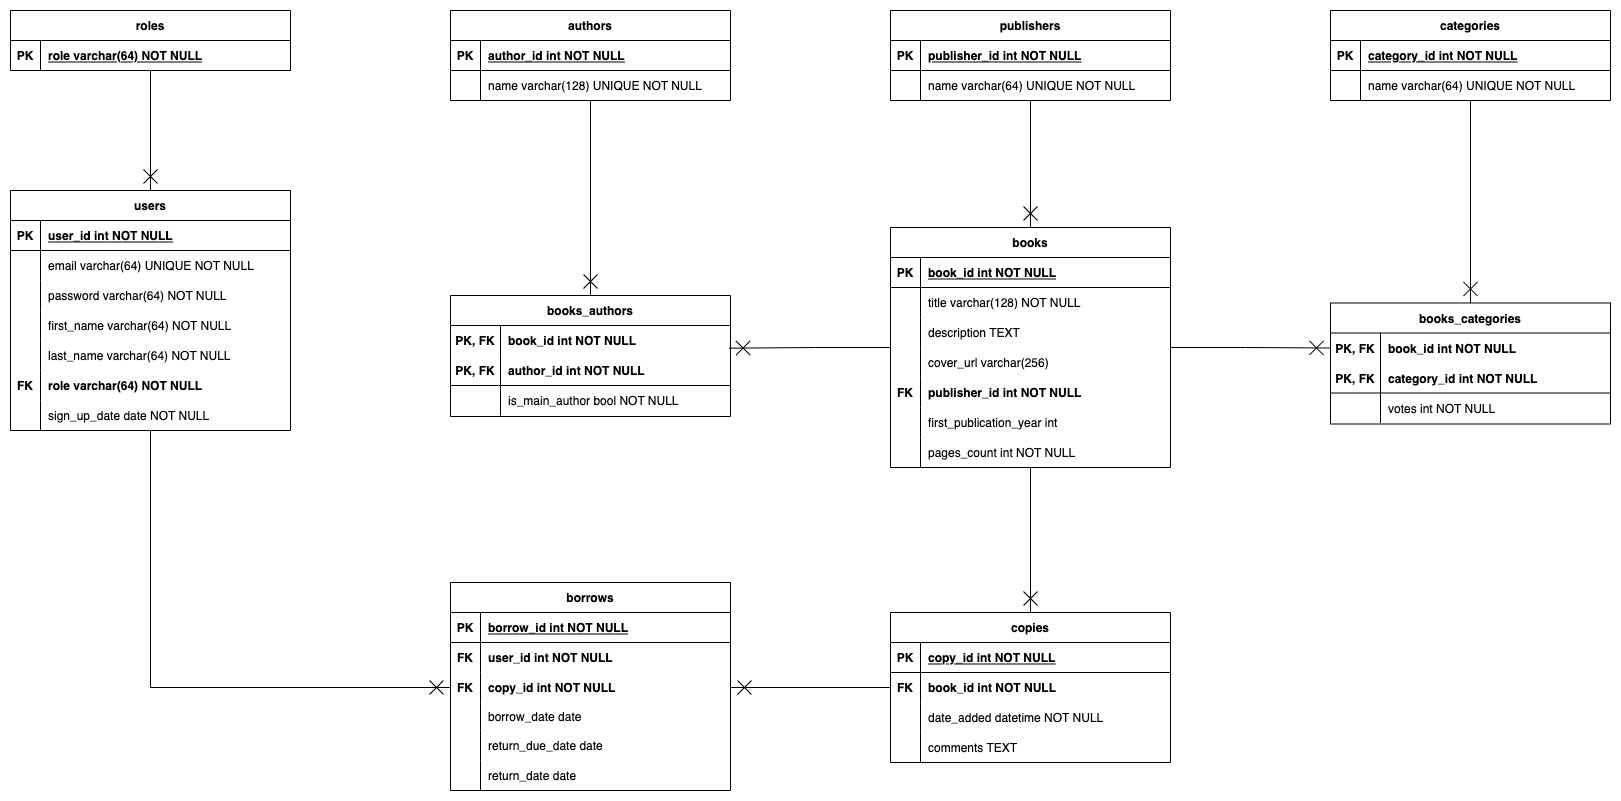 roles
PK role varchar(64) NOT NULL
authors
PK author_id int NOT NULL
name varchar(128) UNIQUE NOT NULL
publishers
PK publisher_id int NOT NULL
name varchar(64) UNIQUE NOT NULL
categories
PK category_id int NOT NULL
name varchar(64) UNIQUE NOT NULL
users
PK user_id int NOT NULL
email varchar(64) UNIQUE NOT NULL
password varchar(64) NOT NULL
first_name varchar(64) NOT NULL
last_name varchar(64) NOT NULL
FK role varchar(64) NOT NULL
sign_up_date date NOT NULL
books_authors
PK, FK book_id int NOT NULL
PK, FK author_id int NOT NULL
is_main_author bool NOT NULL
books
PK book_id int NOT NULL
title varchar(128) NOT NULL
description TEXT
cover_url varchar(256)
FK publisher_id int NOT NULL
first_publication_year int
pages_count int NOT NULL
books_categories
PK, FK book_id int NOT NULL
PK, FK category_id int NOT NULL
votes int NOT NULL
borrows
PK borrow_id int NOT NULL
FK user_id int NOT NULL
FK copy_id int NOT NULL
borrow_date date
return_due_date date
return_date date
copies
PK copy_id int NOT NULL
FK book_id int NOT NULL
date_added datetime NOT NULL
comments TEXT